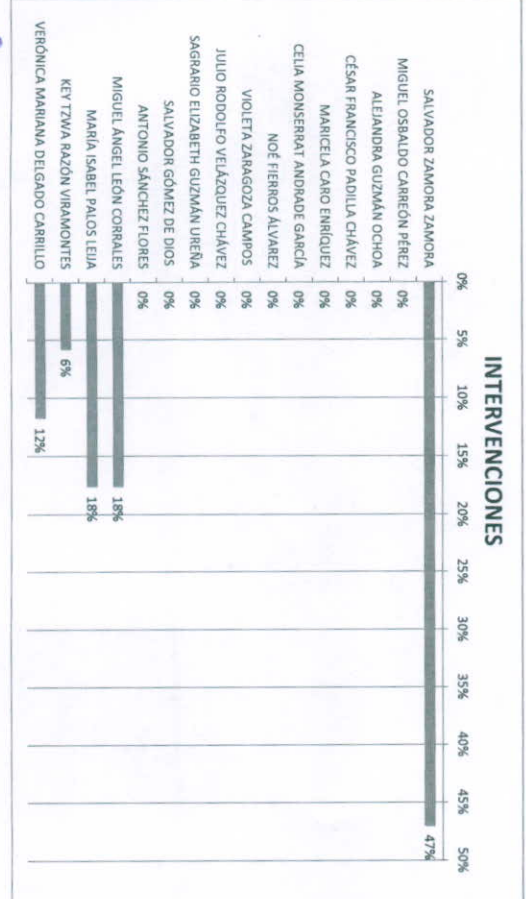 INTERVENCIONES
0% 5% 10% 15% 20% 25% 30% 35% 40% 45% 50%
SALVADOR ZAMORA ZAMORA 47%
MIGUEL OSBALDO CARREÓN PÉREZ 0%
ALEJANDRA GUZMÁN OCHOA 0%
CÉSAR FRANCISCO PADILLA CHÁVEZ 0%
MARICELA CARO ENRÍQUEZ 0%
CELIA MONSERRAT ANDRADE GARCÍA 0%
NOÉ FIERROS ÁLVAREZ 0%
VIOLETA ZARAGOZA CAMPOS 0%
JULIO RODOLFO VELÁZQUEZ CHÁVEZ 0%
SAGRARIO ELIZABETH GUZMÁN UREÑA 0%
SALVADOR GÓMEZ DE DIOS 0%
ANTONIO SÁNCHEZ FLORES 0%
MIGUEL ÁNGEL LEÓN CORRALES 18%
MARÍA ISABEL PALOS LEIJA 18%
KEY TZWA RAZÓN VIRAMONTES 6%
VERÓNICA MARIANA DELGADO CARRILLO 12%